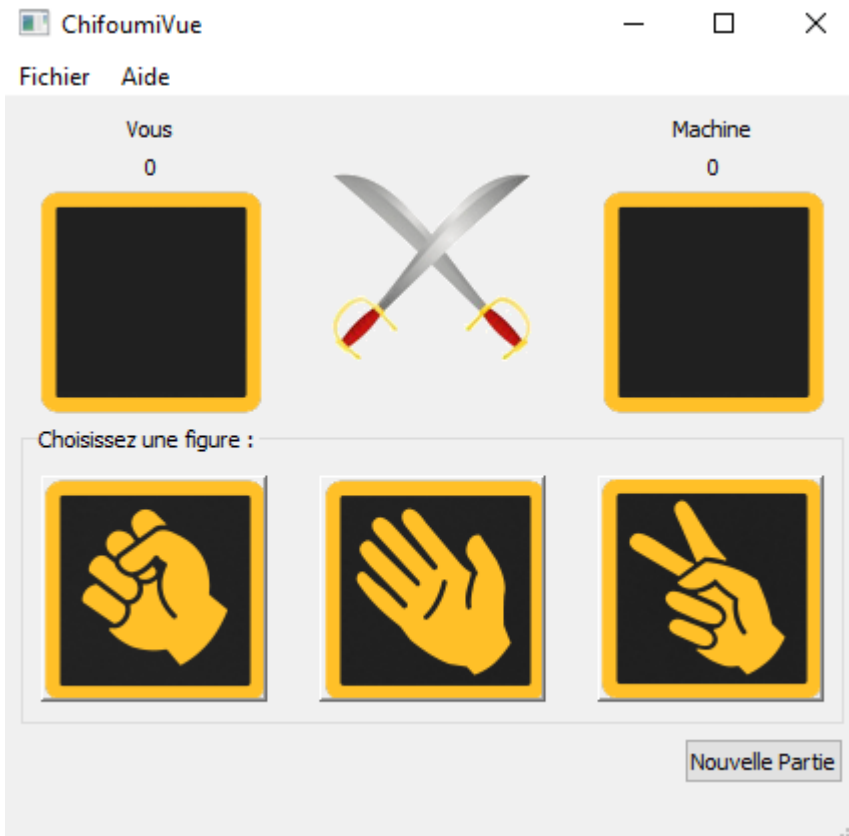 ChifoumiVue
Fichier Aide
Vous
Machine
0
0
Choisissez une figure :
Nouvelle Partie